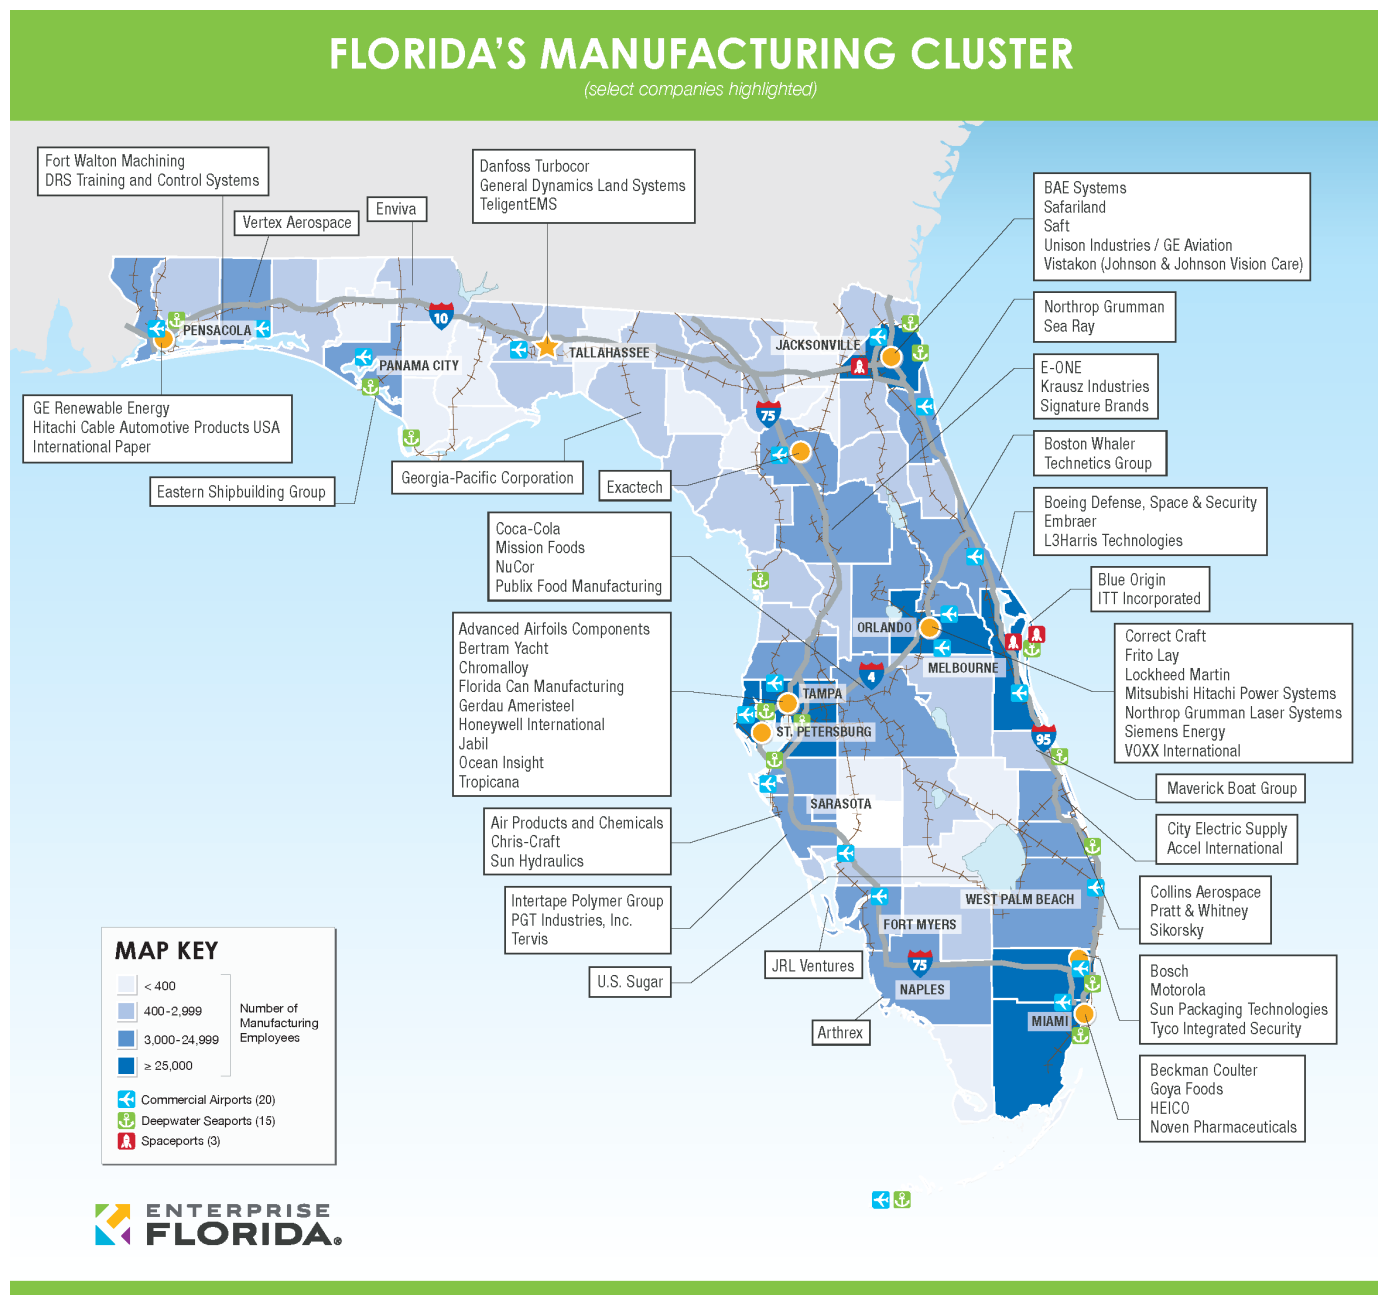 FLORIDA'S MANUFACTURING CLUSTER
(select companies highlighted)
Fort Walton Machining
DRS Training and Control Systems
Vertex Aerospace
Enviva
Danfoss Turbocor
General Dynamics Land Systems
TeligentEMS
BAE Systems
Safariland
Saft
Unison Industries / GE Aviation
Vistakon (Johnson & Johnson Vision Care)
Northrop Grumman
Sea Ray
E-ONE
Krausz Industries
Signature Brands
Boston Whaler
Technetics Group
Boeing Defense, Space & Security
Embraer
L3Harris Technologies
Blue Origin
ITT Incorporated
Correct Craft
Frito Lay
Lockheed Martin
Mitsubishi Hitachi Power Systems
Northrop Grumman Laser Systems
Siemens Energy
VOXX International
Maverick Boat Group
City Electric Supply
Accel International
Collins Aerospace
Pratt & Whitney
Sikorsky
Bosch
Motorola
Sun Packaging Technologies
Tyco Integrated Security
Beckman Coulter
Goya Foods
HEICO
Noven Pharmaceuticals
GE Renewable Energy
Hitachi Cable Automotive Products USA
International Paper
Eastern Shipbuilding Group
Georgia-Pacific Corporation
Exactech
Coca-Cola
Mission Foods
NuCor
Publix Food Manufacturing
Advanced Airfoils Components
Bertram Yacht
Chromalloy
Florida Can Manufacturing
Gerdau Ameristeel
Honeywell International
Jabil
Ocean Insight
Tropicana
Air Products and Chemicals
Chris-Craft
Sun Hydraulics
Intertape Polymer Group
PGT Industries, Inc.
Tervis
U.S. Sugar
JRL Ventures
Arthrex
PENSACOLA
10
PANAMA CITY
TALLAHASSEE
JACKSONVILLE
75
ORLANDO
MELBOURNE
4
TAMPA
ST. PETERSBURG
95
SARASOTA
WEST PALM BEACH
FORT MYERS
75
NAPLES
MIAMI
MAP KEY
< 400
400-2,999
3,000-24,999
≥ 25,000
Number of
Manufacturing
Employees
Commercial Airports (20)
Deepwater Seaports (15)
Spaceports (3)
ENTERPRISE
FLORIDA®